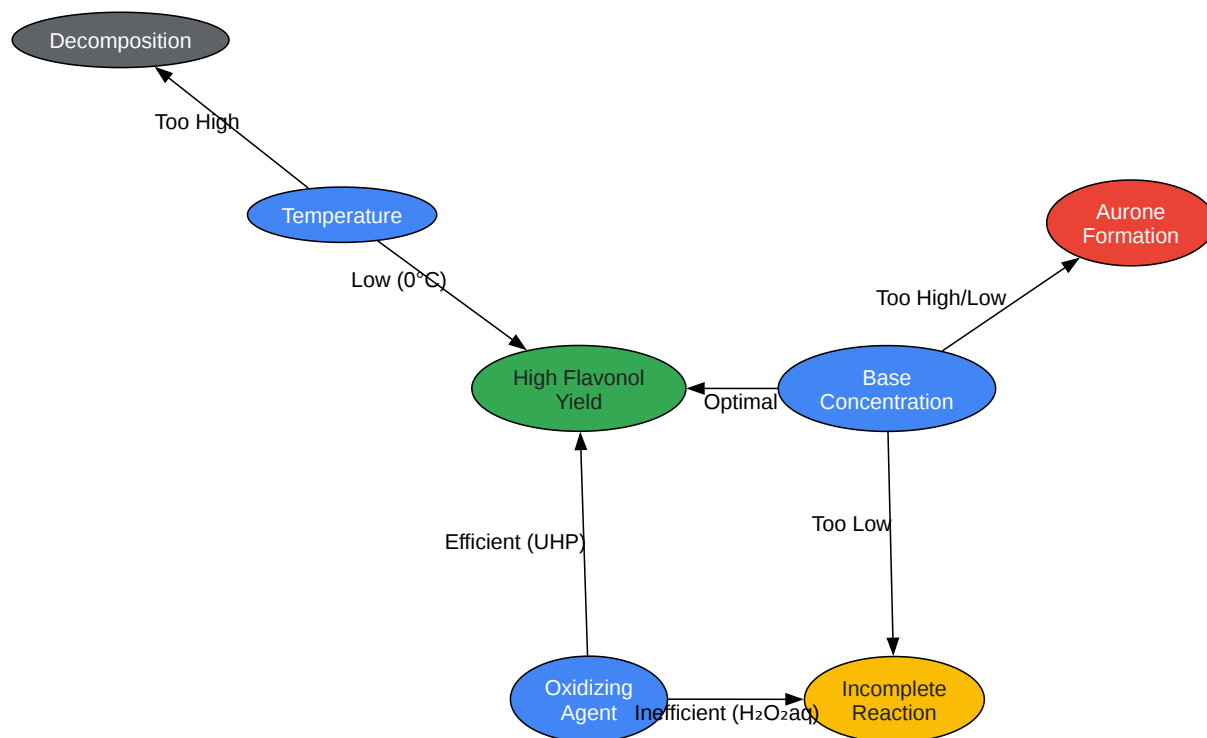 Decomposition
Too High
Temperature
Aurone
Formation
Low (0°C)
Too High/Low
High Flavonol
Yield
Optimal
Base
Concentration
Efficient (UHP)
Too Low
Oxidizing
Agent
Inefficient (H₂O₂aq)
Incomplete
Reaction